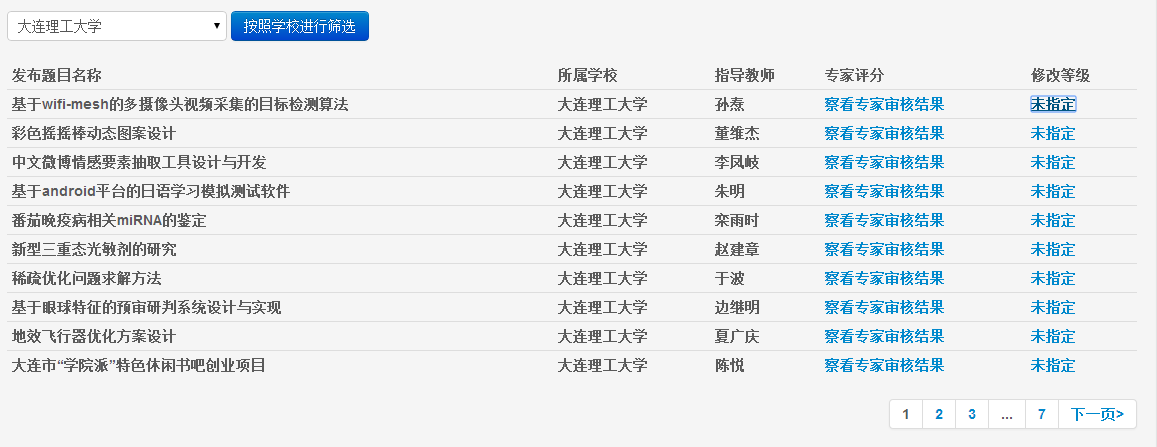 大连理工大学 按照学校进行筛选
发布题目名称 所属学校 指导教师 专家评分 修改等级
基于wifi-mesh的多摄像头视频采集的目标检测算法 大连理工大学 孙焘 察看专家审核结果 未指定
彩色摇摇棒动态图案设计 大连理工大学 董维杰 察看专家审核结果 未指定
中文微博情感要素抽取工具设计与开发 大连理工大学 李凤岐 察看专家审核结果 未指定
基于android平台的日语学习模拟测试软件 大连理工大学 朱明 察看专家审核结果 未指定
番茄晚疫病相关miRNA的鉴定 大连理工大学 栾雨时 察看专家审核结果 未指定
新型三重态光敏剂的研究 大连理工大学 赵建章 察看专家审核结果 未指定
稀疏优化问题求解方法 大连理工大学 于波 察看专家审核结果 未指定
基于眼球特征的预审研判系统设计与实现 大连理工大学 边继明 察看专家审核结果 未指定
地效飞行器优化方案设计 大连理工大学 夏广庆 察看专家审核结果 未指定
大连市“学院派”特色休闲书吧创业项目 大连理工大学 陈悦 察看专家审核结果 未指定
1 2 3 ... 7 下一页>